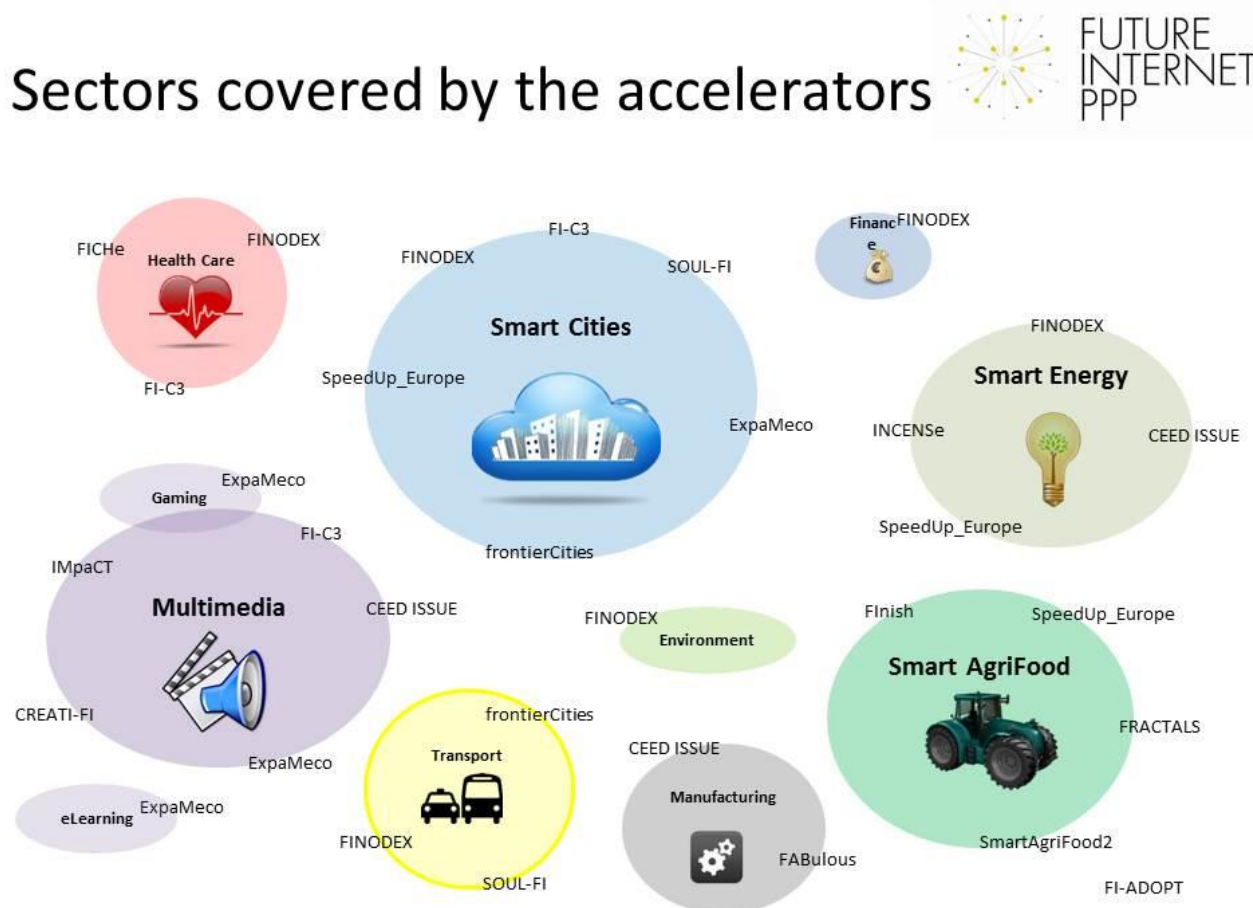 Sectors covered by the accelerators
FUTURE
INTERNET
PPP
FICHe
FINODEX
Health Care
FI-C3
FI-C3
FINODEX
SOUL-FI
Smart Cities
SpeedUp_Europe
ExpaMeco
frontierCities
Financ
e
FINODEX
€
FINODEX
Smart Energy
INCENSe
CEED ISSUE
SpeedUp_Europe
ExpaMeco
Gaming
FI-C3
IMpaCT
Multimedia
CEED ISSUE
CREATI-FI
ExpaMeco
eLearning
ExpaMeco
frontierCities
Transport
FINODEX
SOUL-FI
FINODEX
Environment
CEED ISSUE
Manufacturing
FABulous
FInish
SpeedUp_Europe
Smart AgriFood
FRACTALS
SmartAgriFood2
FI-ADOPT